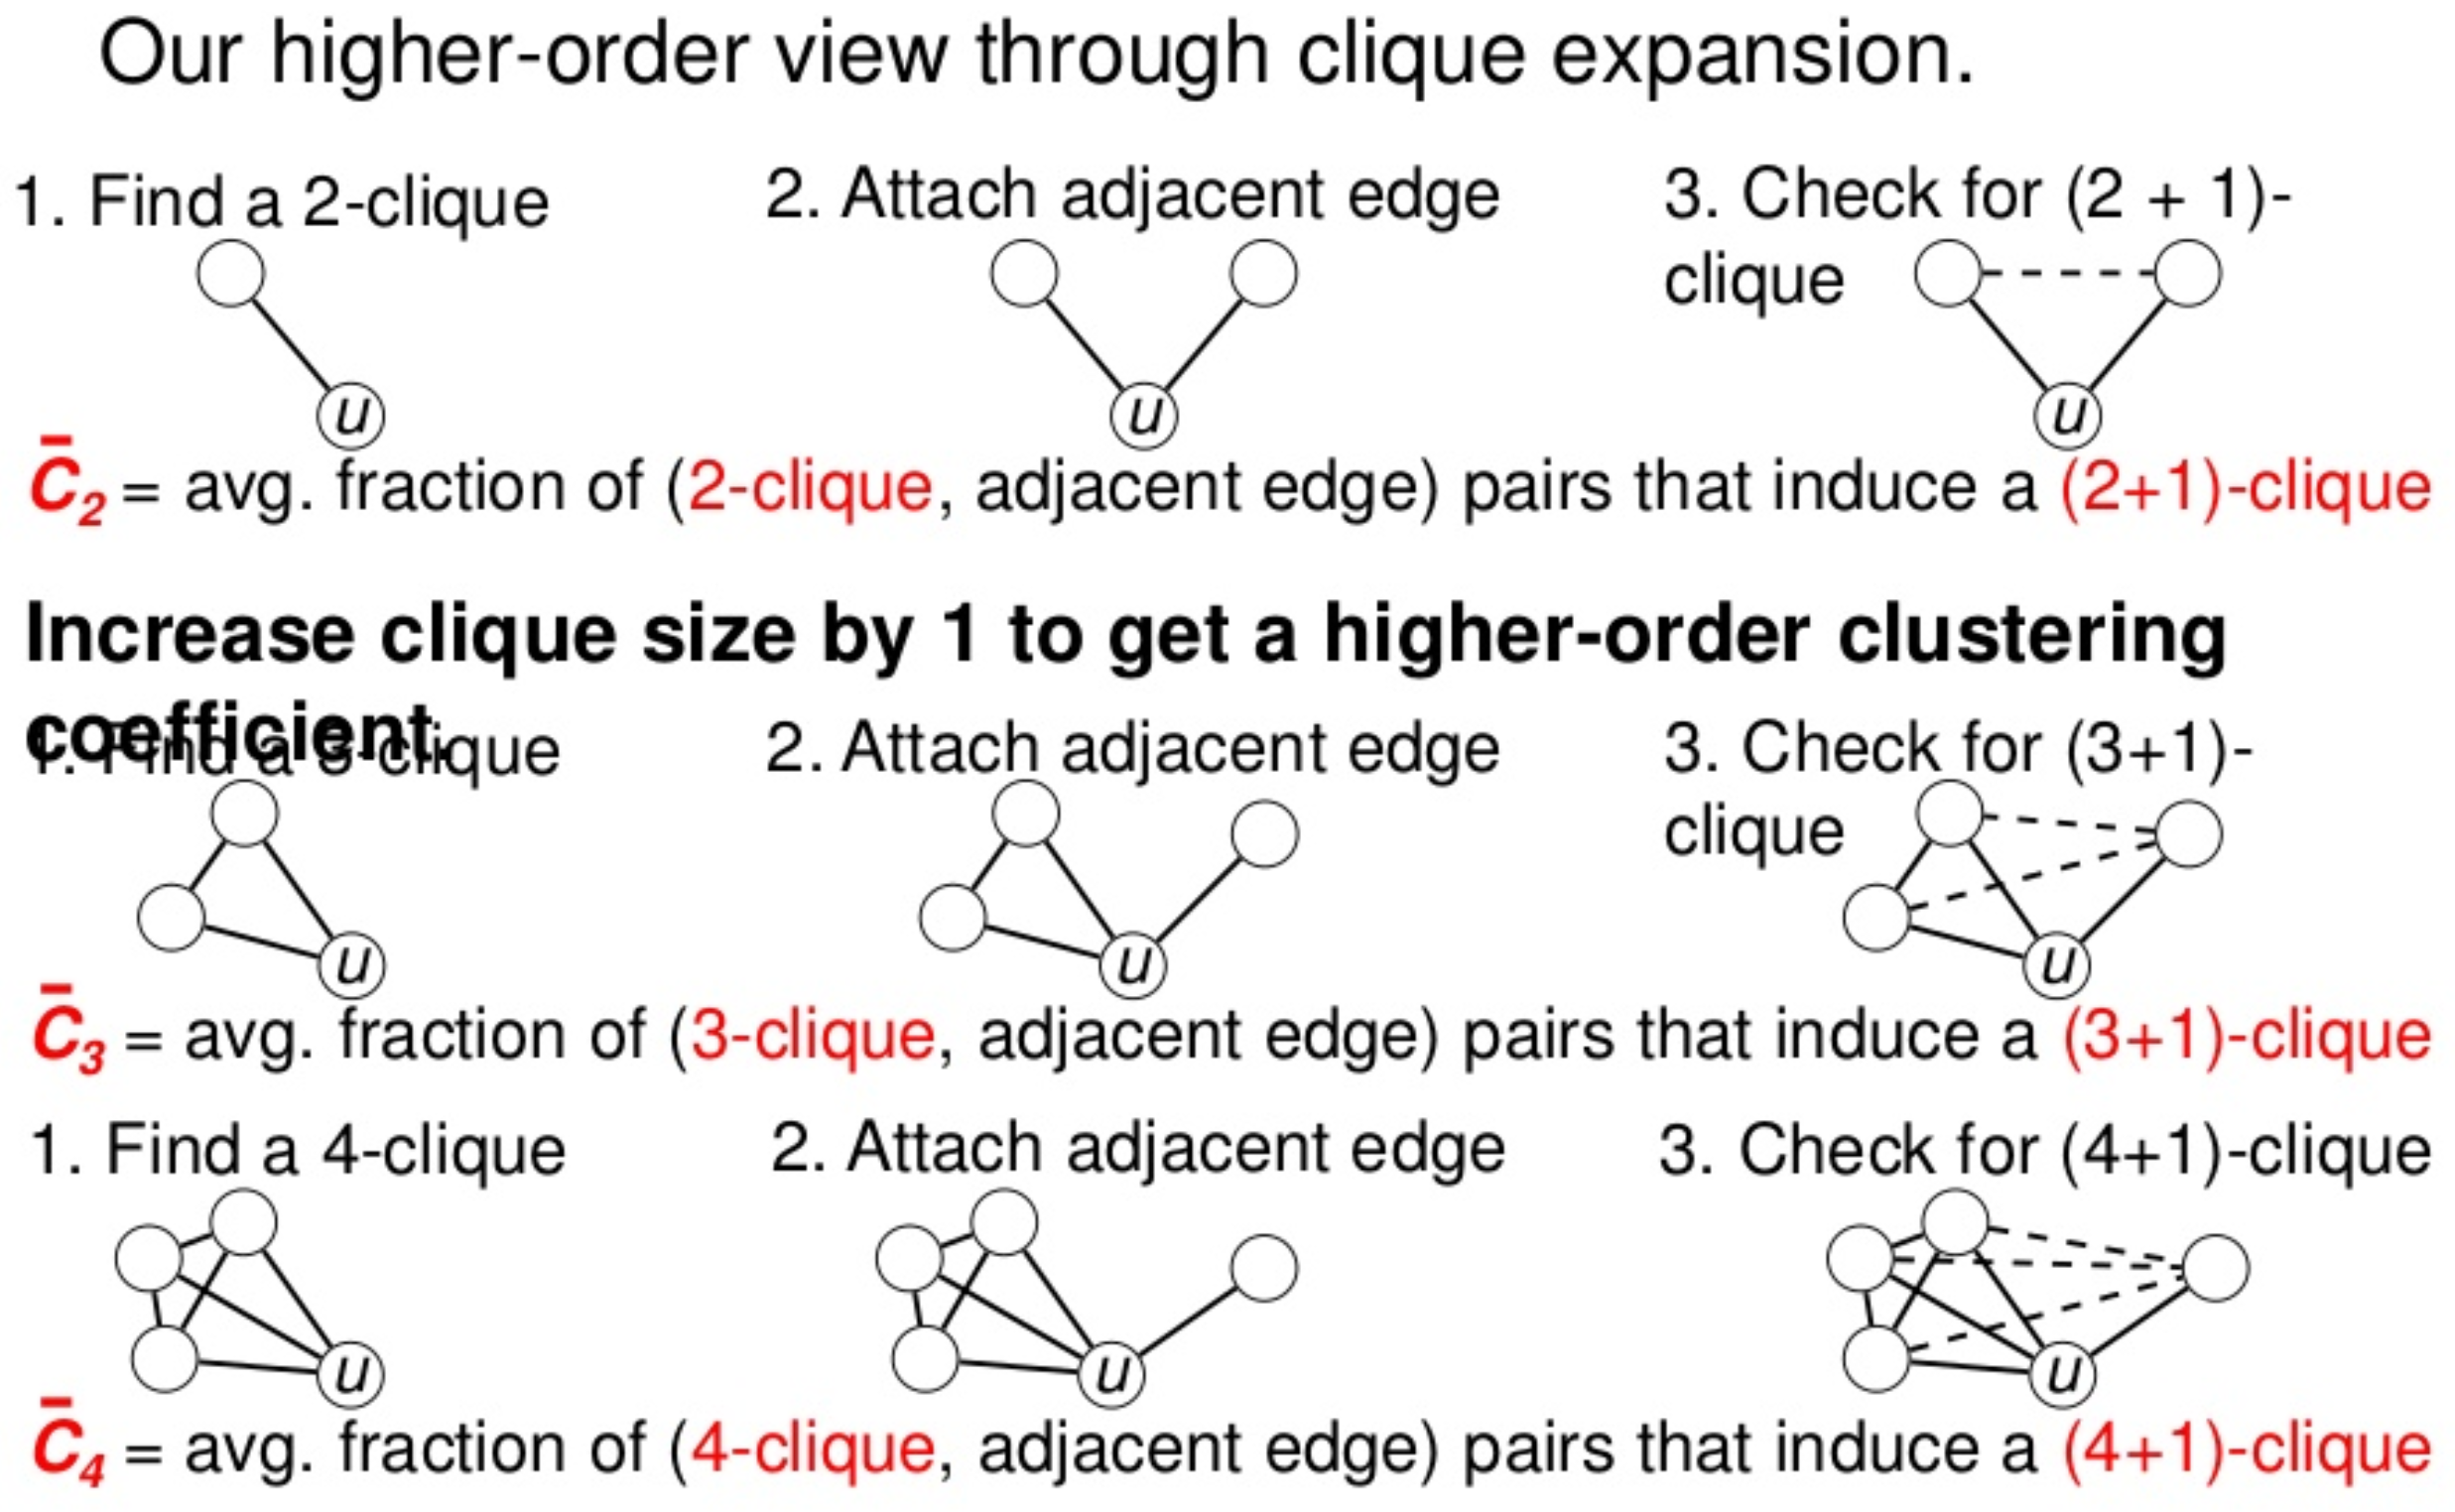 Our higher-order view through clique expansion.
1. Find a 2-clique
2. Attach adjacent edge
3. Check for (2 + 1)-
clique
u
u
u
C̄₂ = avg. fraction of (2-clique, adjacent edge) pairs that induce a (2+1)-clique
Increase clique size by 1 to get a higher-order clustering
coefficient.
1. Find a 3-clique
2. Attach adjacent edge
3. Check for (3+1)-
clique
u
u
u
C̄₃ = avg. fraction of (3-clique, adjacent edge) pairs that induce a (3+1)-clique
1. Find a 4-clique
2. Attach adjacent edge
3. Check for (4+1)-clique
u
u
u
C̄₄ = avg. fraction of (4-clique, adjacent edge) pairs that induce a (4+1)-clique